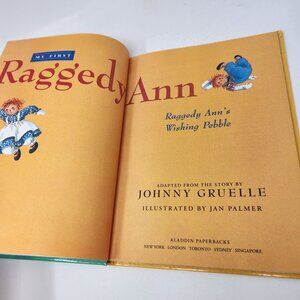 MY FIRST
Raggedy Ann
Raggedy Ann's
Wishing Pebble
ADAPTED FROM THE STORY BY
JOHNNY GRUELLE
ILLUSTRATED BY JAN PALMER
ALADDIN PAPERBACKS
NEW YORK LONDON TORONTO SYDNEY SINGAPORE